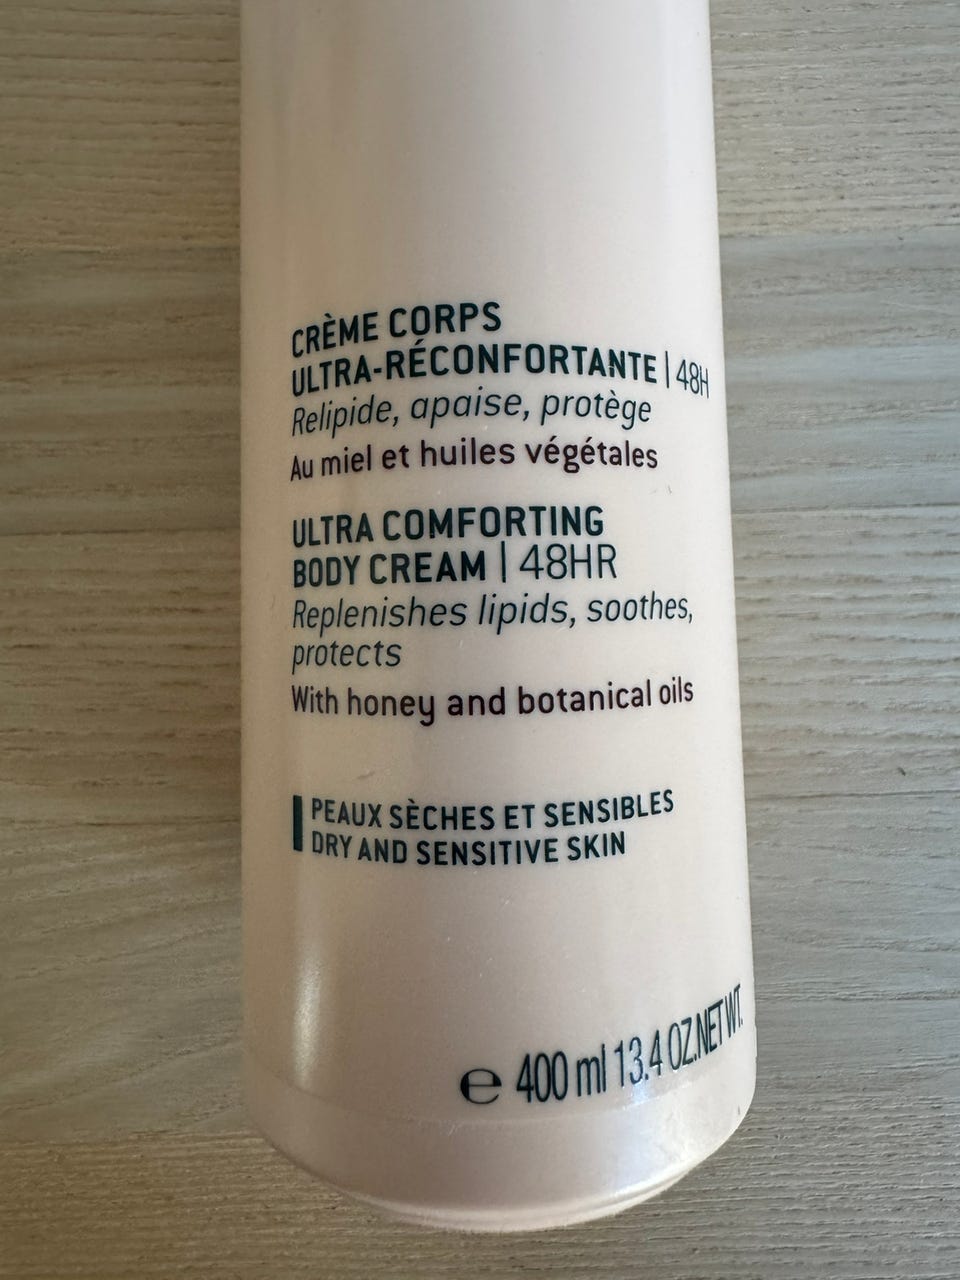 CRÈME CORPS
ULTRA-RÉCONFORTANTE | 48H
Relipide, apaise, protège
Au miel et huiles végétales
ULTRA COMFORTING
BODY CREAM | 48HR
Replenishes lipids, soothes,
protects
With honey and botanical oils
PEAUX SÈCHES ET SENSIBLES
DRY AND SENSITIVE SKIN
℮ 400 ml 13.4 OZ.NET WT.